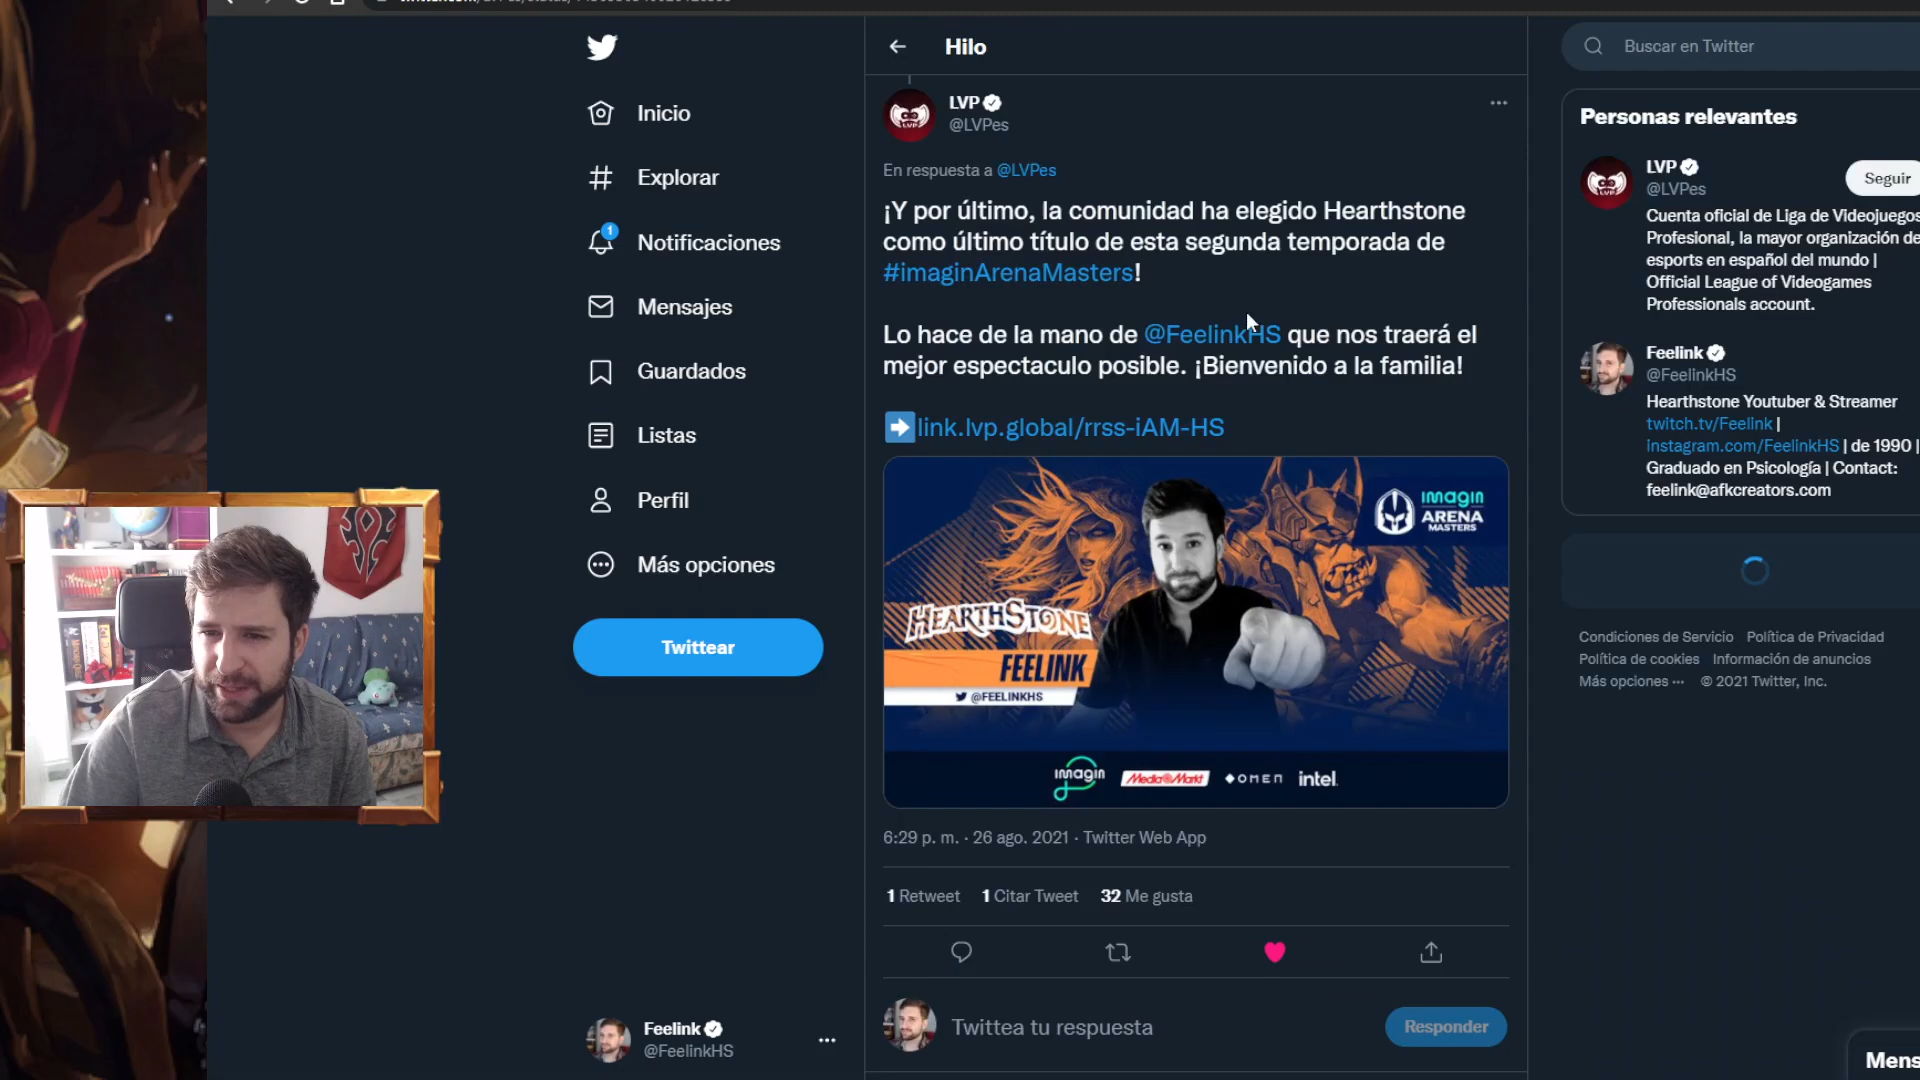 Hilo
Buscar en Twitter
Inicio
Explorar
1
Notificaciones
Mensajes
Guardados
Listas
Perfil
Más opciones
Twittear
Feelink
@FeelinkHS
LVP
@LVPes
En respuesta a @LVPes
¡Y por último, la comunidad ha elegido Hearthstone
como último título de esta segunda temporada de
#imaginArenaMasters!
Lo hace de la mano de @FeelinkHS que nos traerá el
mejor espectaculo posible. ¡Bienvenido a la familia!
link.lvp.global/rrss-iAM-HS
imagin
ARENA
MASTERS
HEARTHSTONE
FEELINK
@FEELINKHS
imagin MediaMarkt OMEN intel.
6:29 p. m. · 26 ago. 2021 · Twitter Web App
1 Retweet 1 Citar Tweet 32 Me gusta
Twittea tu respuesta
Responder
Personas relevantes
LVP
@LVPes
Seguir
Cuenta oficial de Liga de Videojuegos
Profesional, la mayor organización de
esports en español del mundo |
Official League of Videogames
Professionals account.
Feelink
@FeelinkHS
Hearthstone Youtuber & Streamer
twitch.tv/Feelink |
instagram.com/FeelinkHS | de 1990 |
Graduado en Psicología | Contact:
feelink@afkcreators.com
Condiciones de Servicio Política de Privacidad
Política de cookies Información de anuncios
Más opciones ··· © 2021 Twitter, Inc.
Mens